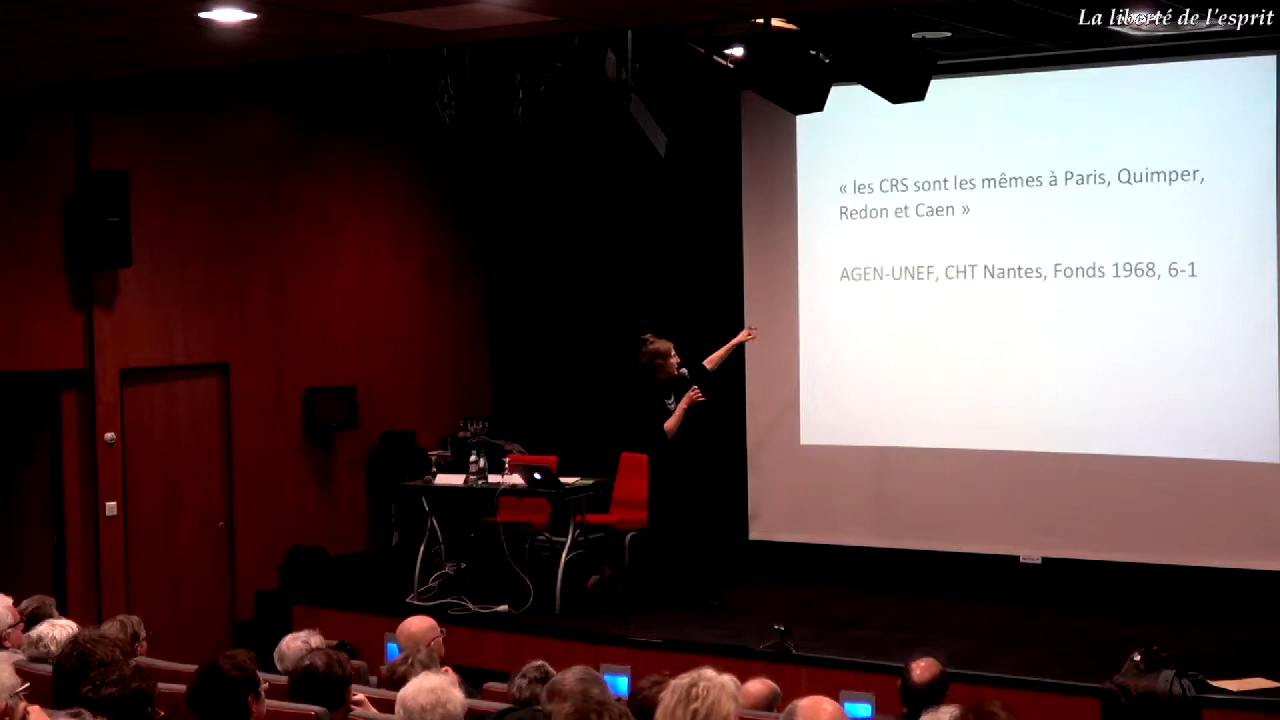 La liberté de l'esprit
« les CRS sont les mêmes à Paris, Quimper,
Redon et Caen »
AGEN-UNEF, CHT Nantes, Fonds 1968, 6-1